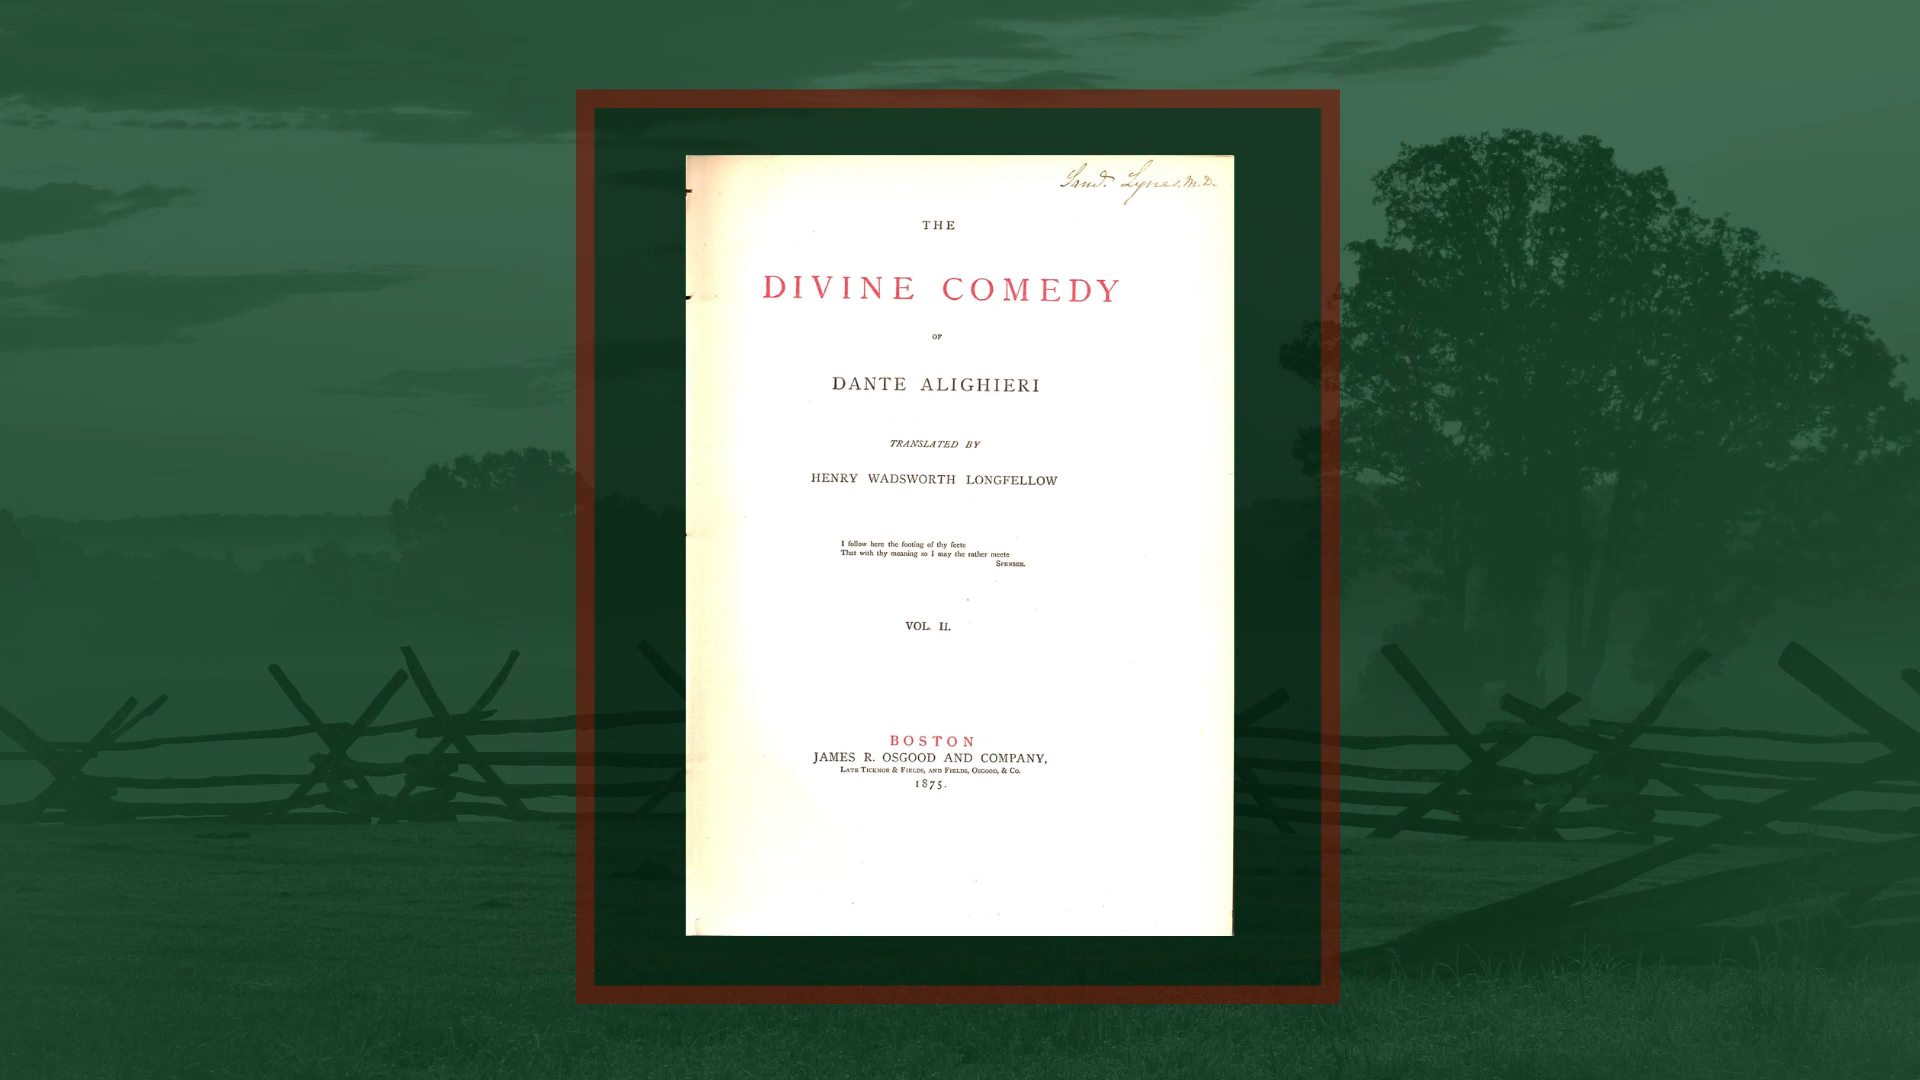 Saml. Lynes, M.D.
THE
DIVINE COMEDY
OF
DANTE ALIGHIERI
TRANSLATED BY
HENRY WADSWORTH LONGFELLOW
I follow here the footing of thy feete
That with thy meaning so I may the rather meete
SPENSER.
VOL. II.
BOSTON
JAMES R. OSGOOD AND COMPANY,
LATE TICKNOR & FIELDS, AND FIELDS, OSGOOD, & CO.
1875.